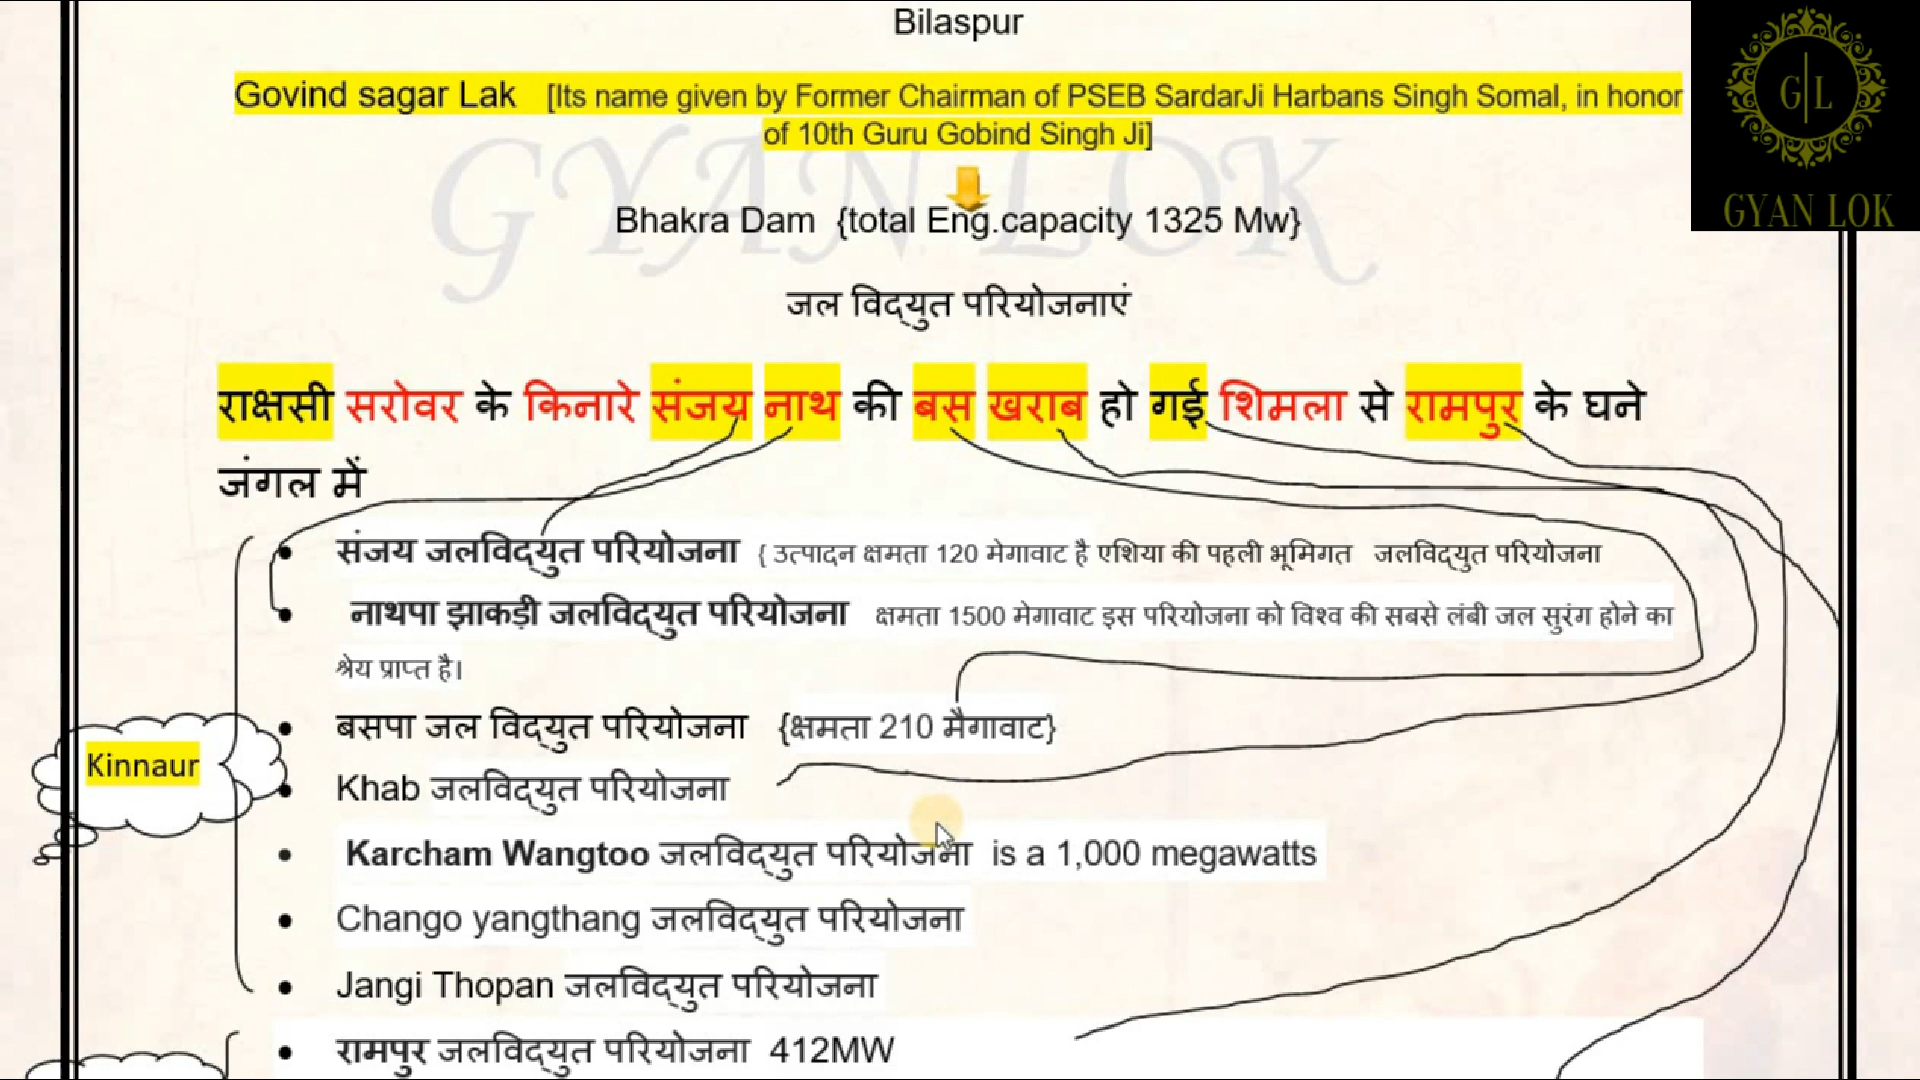 Bilaspur
Govind sagar Lak [Its name given by Former Chairman of PSEB SardarJi Harbans Singh Somal, in honor
of 10th Guru Gobind Singh Ji]
GYAN LOK
Bhakra Dam {total Eng.capacity 1325 Mw}
जल विद्युत परियोजनाएं
राक्षसी सरोवर के किनारे संजय नाथ की बस खराब हो गई शिमला से रामपुर के घने
जंगल में
• संजय जलविद्युत परियोजना { उत्पादन क्षमता 120 मेगावाट है एशिया की पहली भूमिगत जलविद्युत परियोजना
• नाथपा झाकड़ी जलविद्युत परियोजना क्षमता 1500 मेगावाट इस परियोजना को विश्व की सबसे लंबी जल सुरंग होने का
श्रेय प्राप्त है।
• बसपा जल विद्युत परियोजना {क्षमता 210 मैगावाट}
Kinnaur
• Khab जलविद्युत परियोजना
• Karcham Wangtoo जलविद्युत परियोजना is a 1,000 megawatts
• Chango yangthang जलविद्युत परियोजना
• Jangi Thopan जलविद्युत परियोजना
• रामपुर जलविद्युत परियोजना 412MW
G|L
GYAN LOK